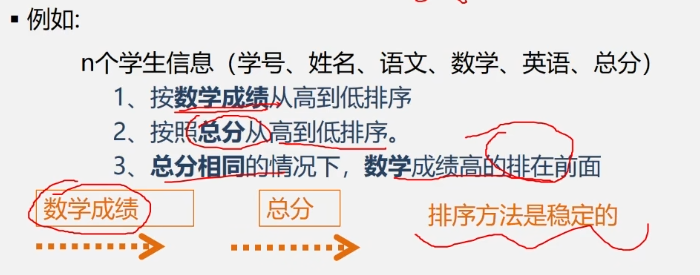 ▪ 例如:
n个学生信息（学号、姓名、语文、数学、英语、总分）
1、按数学成绩从高到低排序
2、按照总分从高到低排序。
3、总分相同的情况下，数学成绩高的排在前面
数学成绩 总分 排序方法是稳定的